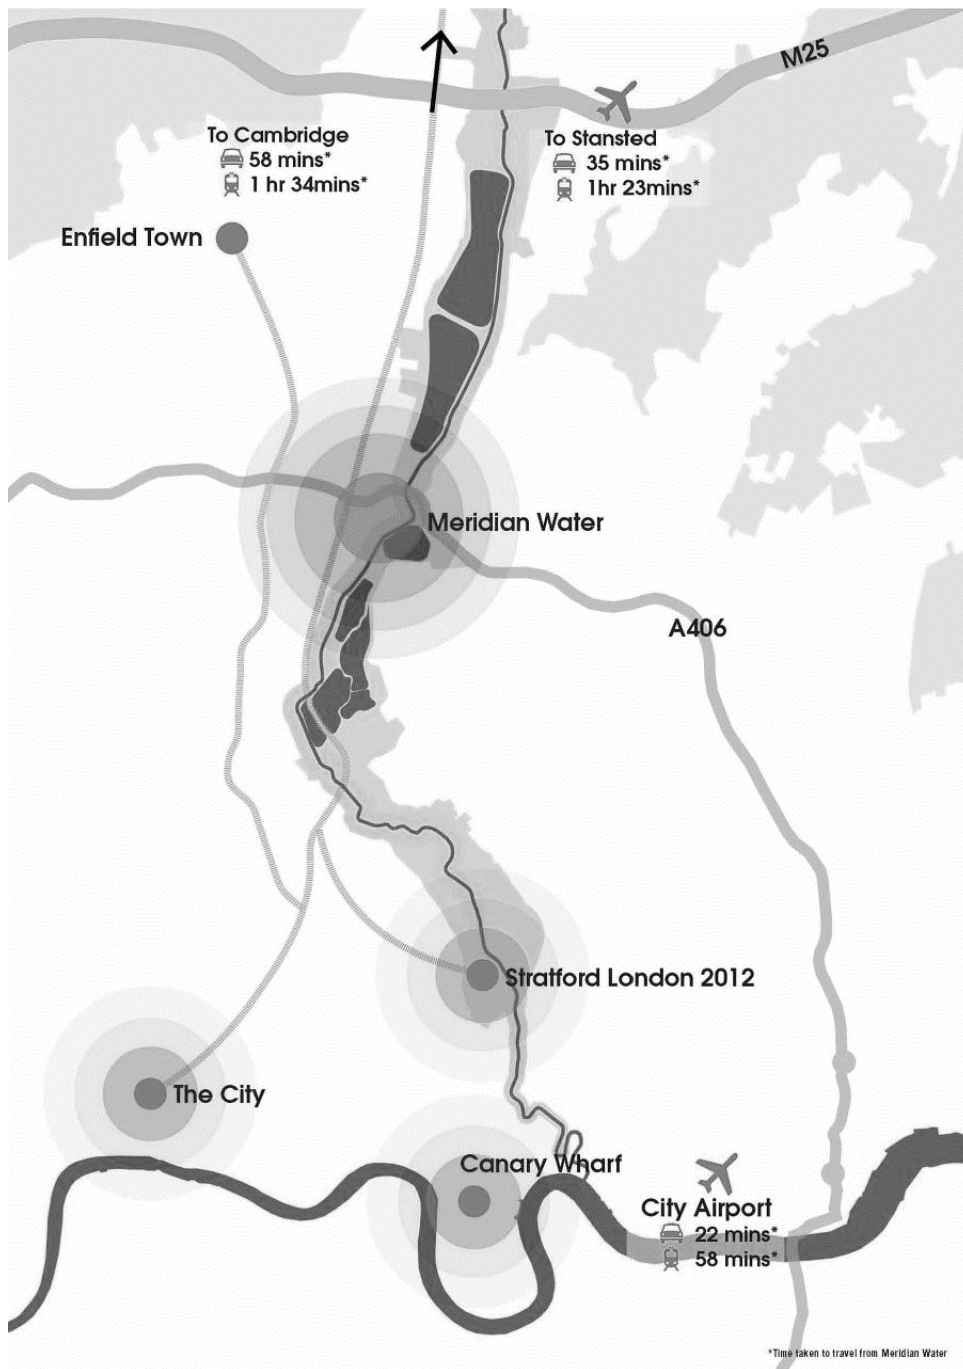 M25
To Cambridge
58 mins*
1 hr 34mins*
To Stansted
35 mins*
1hr 23mins*
Enfield Town
Meridian Water
A406
Stratford London 2012
The City
Canary Wharf
City Airport
22 mins*
58 mins*
*Time taken to travel from Meridian Water